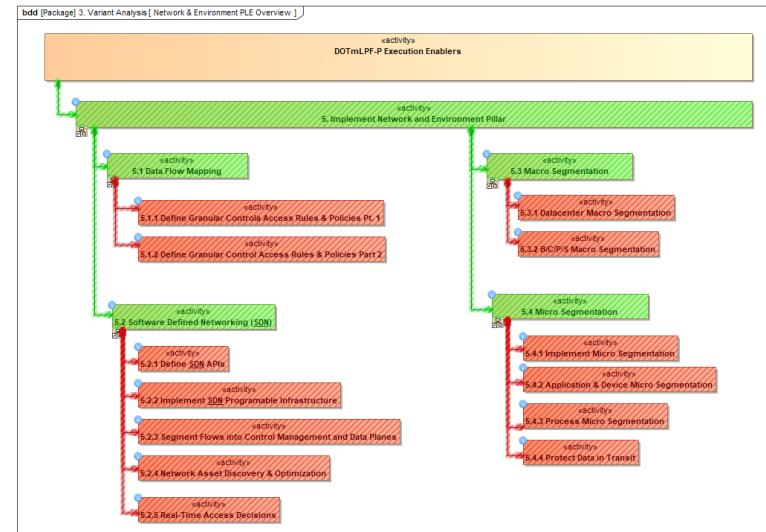 bdd [Package] 3. Variant Analysis [ Network & Environment PLE Overview ]
«activity»
DOTmLPF-P Execution Enablers
«activity»
5. Implement Network and Environment Pillar
«activity»
5.1 Data Flow Mapping
«activity»
5.1.1 Define Granular Controla Access Rules & Policies Pt. 1
«activity»
5.1.2 Define Granular Control Access Rules & Policies Part 2
«activity»
5.2 Software Defined Networking (SDN)
«activity»
5.2.1 Define SDN APIs
«activity»
5.2.2 Implement SDN Programable Infrastructure
«activity»
5.2.3 Segment Flows into Control Management and Data Planes
«activity»
5.2.4 Network Asset Discovery & Optimization
«activity»
5.2.5 Real-Time Access Decisions
«activity»
5.3 Macro Segmentation
«activity»
5.3.1 Datacenter Macro Segmentation
«activity»
5.3.2 B/C/P/S Macro Segmentation
«activity»
5.4 Micro Segmentation
«activity»
5.4.1 Implement Micro Segmentation
«activity»
5.4.2 Application & Device Micro Segmentation
«activity»
5.4.3 Process Micro Segmentation
«activity»
5.4.4 Protect Data in Transit